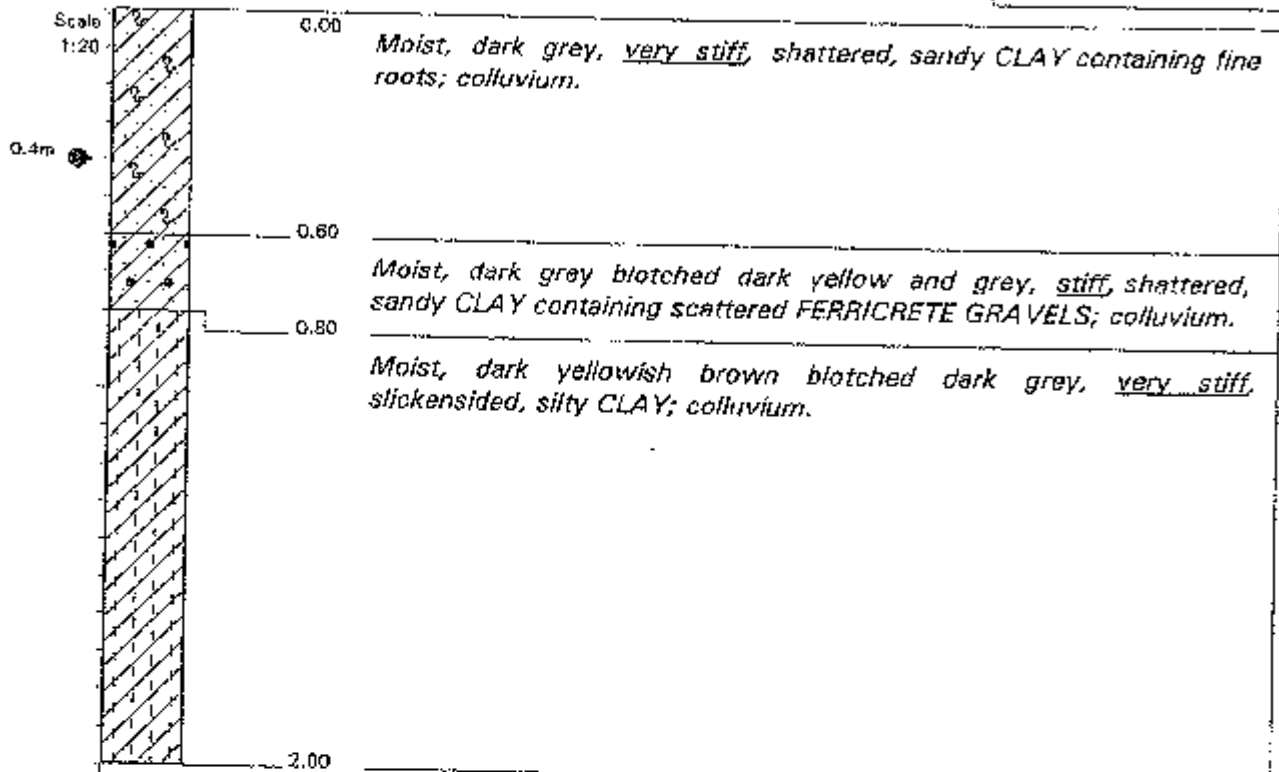 Scale
1:20
0.00
Moist, dark grey, very stiff, shattered, sandy CLAY containing fine
roots; colluvium.
0.4m
0.60
Moist, dark grey blotched dark yellow and grey, stiff, shattered,
sandy CLAY containing scattered FERRICRETE GRAVELS; colluvium.
0.80
Moist, dark yellowish brown blotched dark grey, very stiff,
slickensided, silty CLAY; colluvium.
2.00